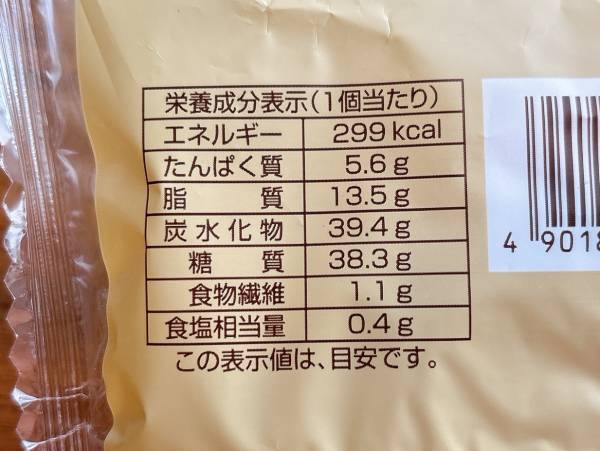 栄養成分表示(1個当たり)
エネルギー 299 kcal
たんぱく質 5.6 g
脂質 13.5 g
炭水化物 39.4 g
糖質 38.3 g
食物繊維 1.1 g
食塩相当量 0.4 g
この表示値は、目安です。
4 9018